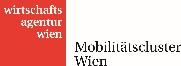 wirtschafts
agentur
wien
Mobilitätscluster
Wien